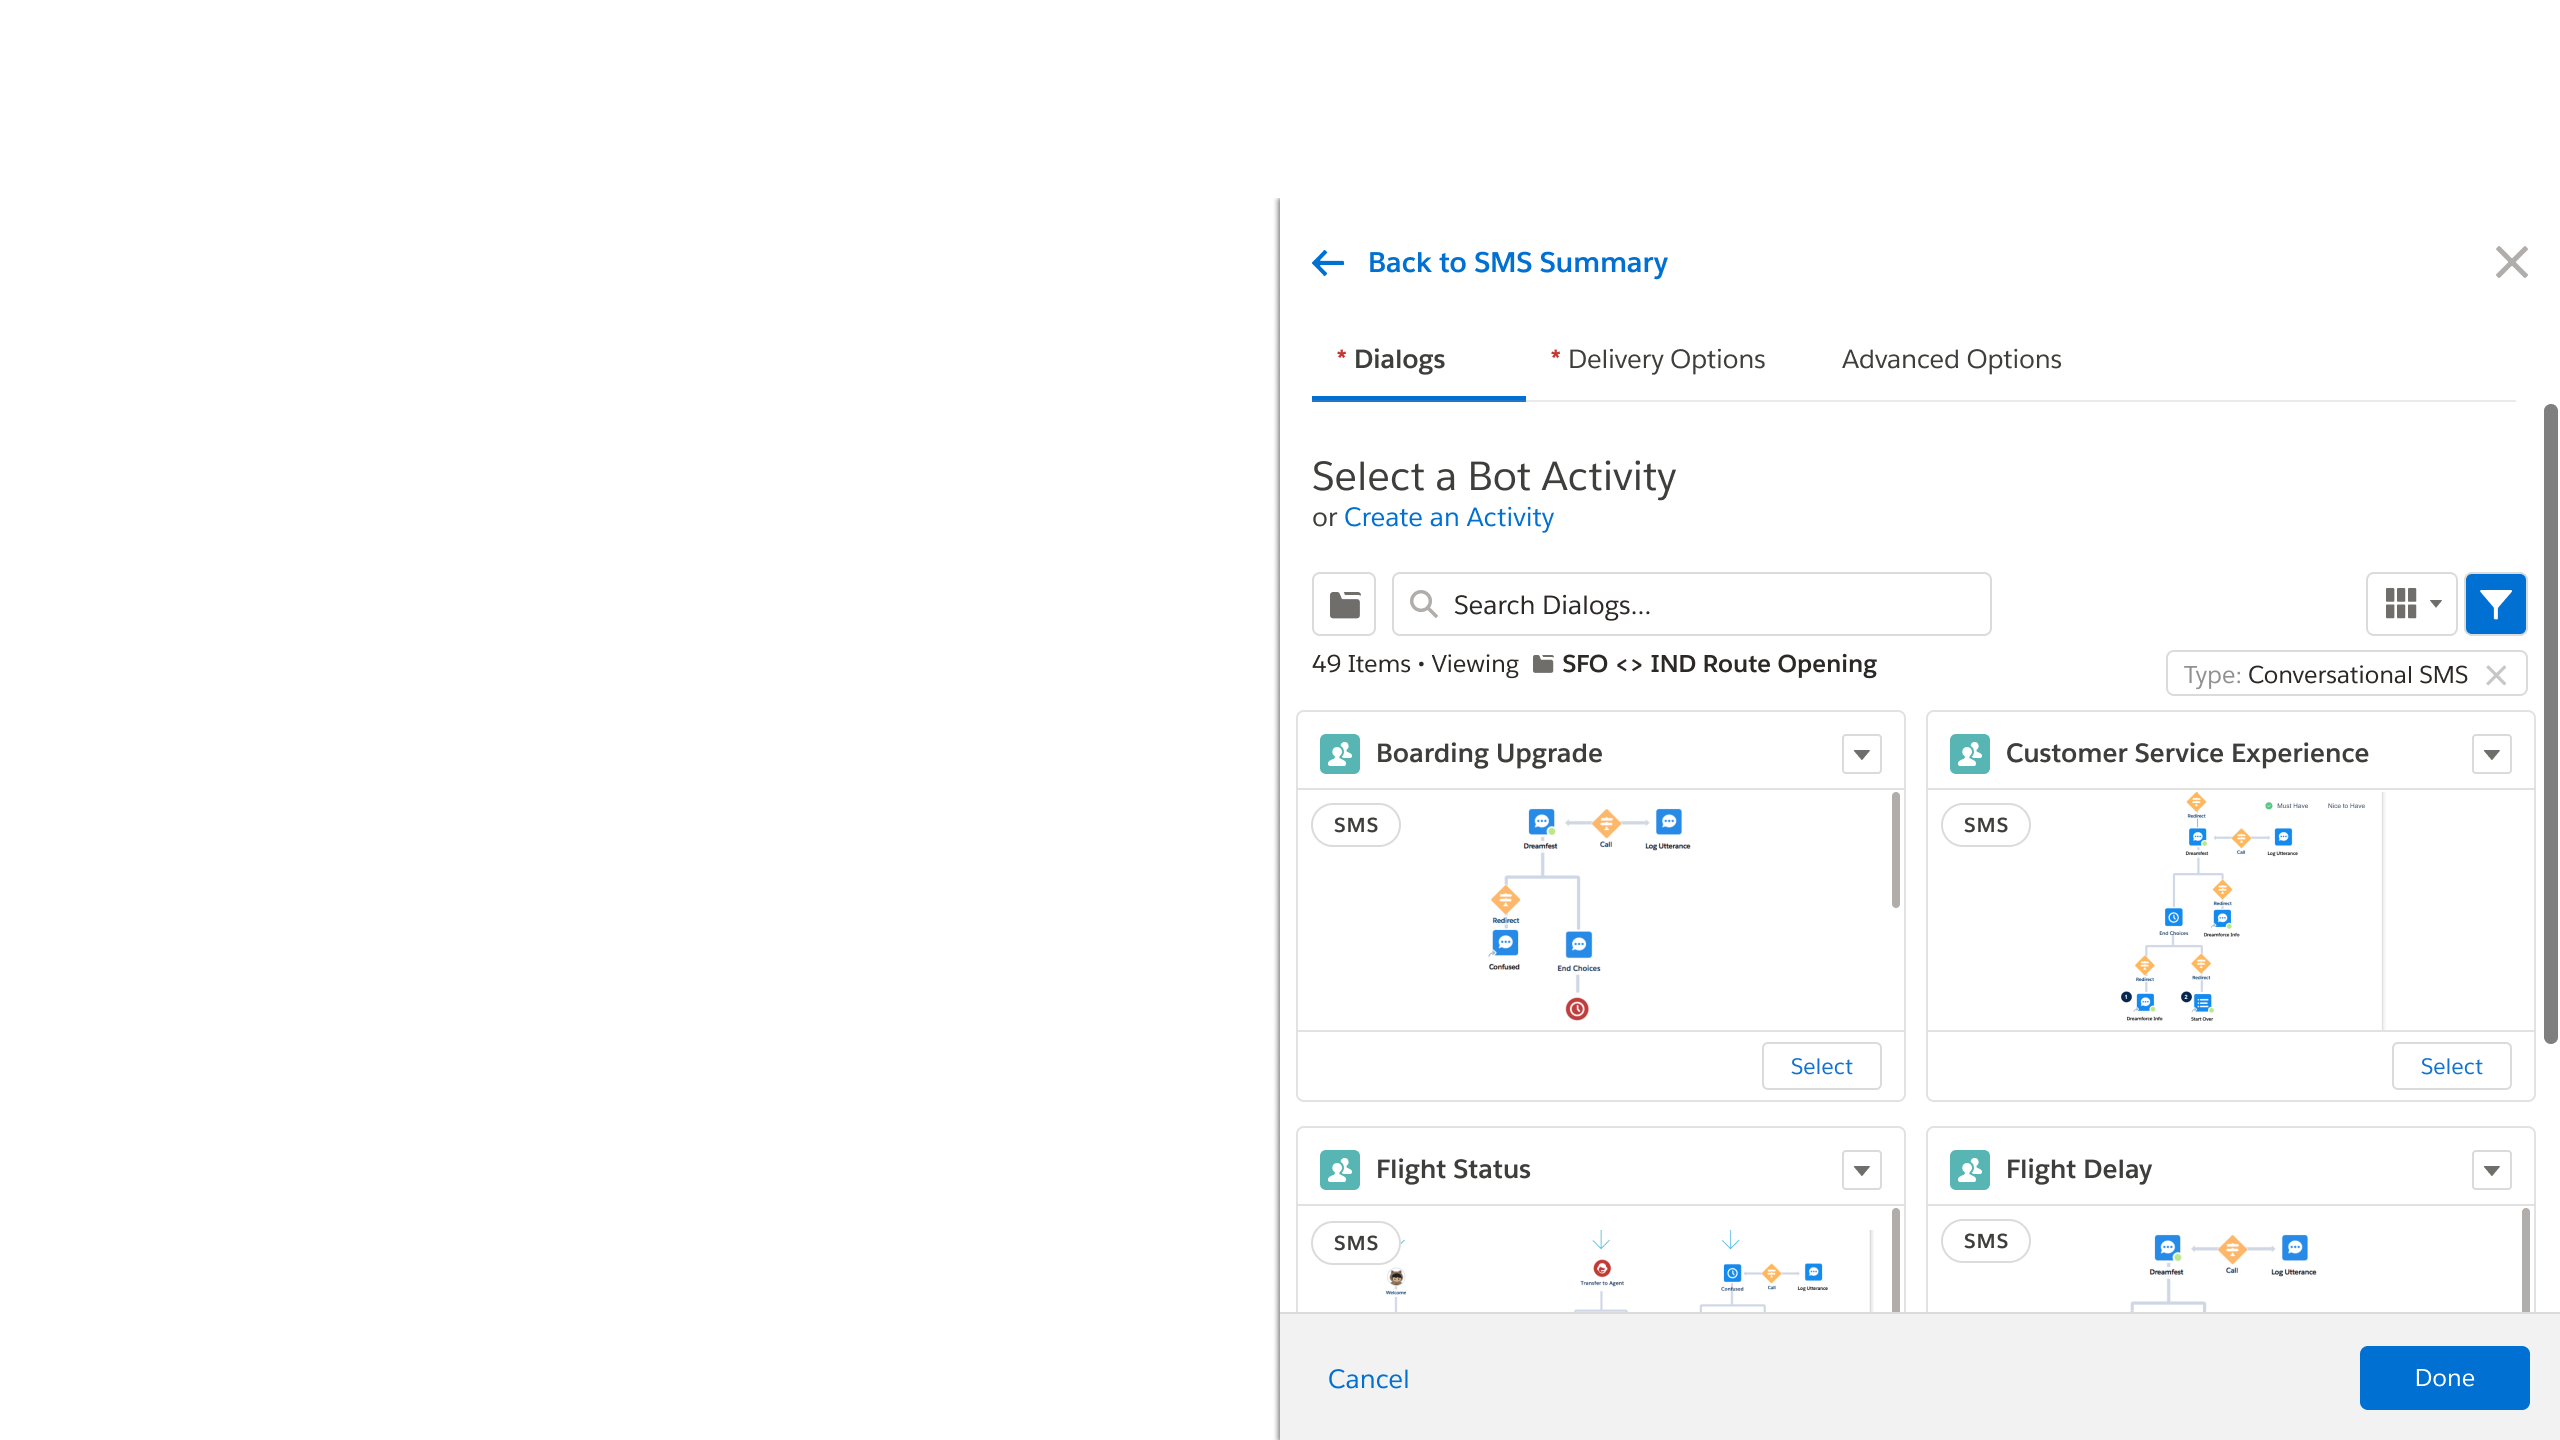 Back to SMS Summary
* Dialogs
* Delivery Options
Advanced Options
Select a Bot Activity
or Create an Activity
Search Dialogs...
49 Items • Viewing SFO <> IND Route Opening
Type: Conversational SMS
Boarding Upgrade
SMS
Dreamfest
Call
Log Utterance
Redirect
Confused
End Choices
Select
Customer Service Experience
SMS
Must Have
Nice to Have
Redirect
Dreamfest
Call
Log Utterance
Redirect
End Choices
Dreamforce Info
Redirect
Redirect
1
2
Dreamforce Info
Start Over
Select
Flight Status
SMS
Welcome
Transfer to Agent
Confused
Call
Log Utterance
Flight Delay
SMS
Dreamfest
Call
Log Utterance
Cancel
Done